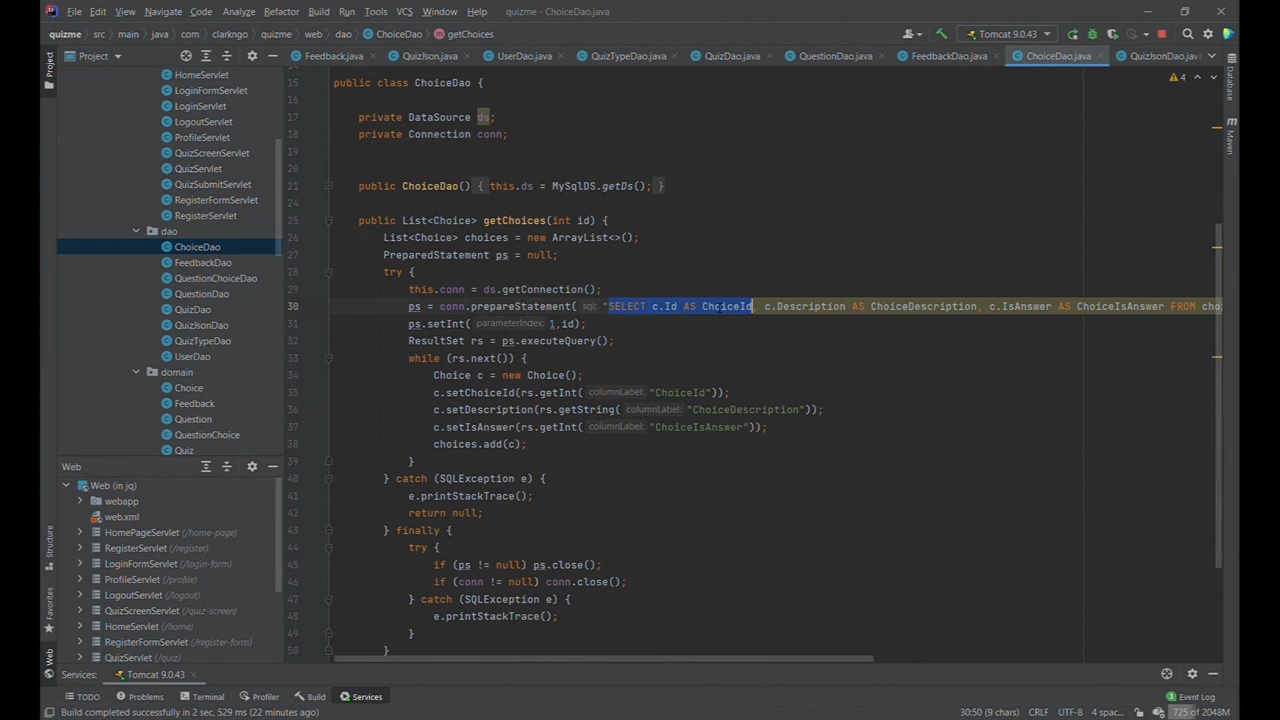 File Edit View Navigate Code Analyze Refactor Build Run Tools VCS Window Help quizme - ChoiceDao.java
quizme src main java com clarkngo quizme web dao ChoiceDao getChoices Tomcat 9.0.43
Project Feedback.java QuizJson.java UserDao.java QuizTypeDao.java QuizDao.java QuestionDao.java FeedbackDao.java ChoiceDao.java QuizJsonDao.java
Project
Structure
Favorites
Web
Database
Maven
HomeServlet
LoginFormServlet
LoginServlet
LogoutServlet
ProfileServlet
QuizScreenServlet
QuizServlet
QuizSubmitServlet
RegisterFormServlet
RegisterServlet
dao
ChoiceDao
FeedbackDao
QuestionChoiceDao
QuestionDao
QuizDao
QuizJsonDao
QuizTypeDao
UserDao
domain
Choice
Feedback
Question
QuestionChoice
Quiz
Web
Web (in jq)
webapp
web.xml
HomePageServlet (/home-page)
RegisterServlet (/register)
LoginFormServlet (/login-form)
ProfileServlet (/profile)
LogoutServlet (/logout)
QuizScreenServlet (/quiz-screen)
HomeServlet (/home)
RegisterFormServlet (/register-form)
QuizServlet (/quiz)
4
15 public class ChoiceDao {
16
17 private DataSource ds;
18 private Connection conn;
19
20
21 public ChoiceDao() { this.ds = MySqlDS.getDs(); }
24
25 public List<Choice> getChoices(int id) {
26 List<Choice> choices = new ArrayList<>();
27 PreparedStatement ps = null;
28 try {
29 this.conn = ds.getConnection();
30 ps = conn.prepareStatement( sql: "SELECT c.Id AS ChoiceId, c.Description AS ChoiceDescription, c.IsAnswer AS ChoiceIsAnswer FROM choi
31 ps.setInt( parameterIndex: 1,id);
32 ResultSet rs = ps.executeQuery();
33 while (rs.next()) {
34 Choice c = new Choice();
35 c.setChoiceId(rs.getInt( columnLabel: "ChoiceId"));
36 c.setDescription(rs.getString( columnLabel: "ChoiceDescription"));
37 c.setIsAnswer(rs.getInt( columnLabel: "ChoiceIsAnswer"));
38 choices.add(c);
39 }
40 } catch (SQLException e) {
41 e.printStackTrace();
42 return null;
43 } finally {
44 try {
45 if (ps != null) ps.close();
46 if (conn != null) conn.close();
47 } catch (SQLException e) {
48 e.printStackTrace();
49 }
50 }
Services: Tomcat 9.0.43
TODO Problems Terminal Profiler Build Services Event Log
Build completed successfully in 2 sec, 529 ms (22 minutes ago) 30:50 (9 chars) CRLF UTF-8 4 spac... 725 of 2048M